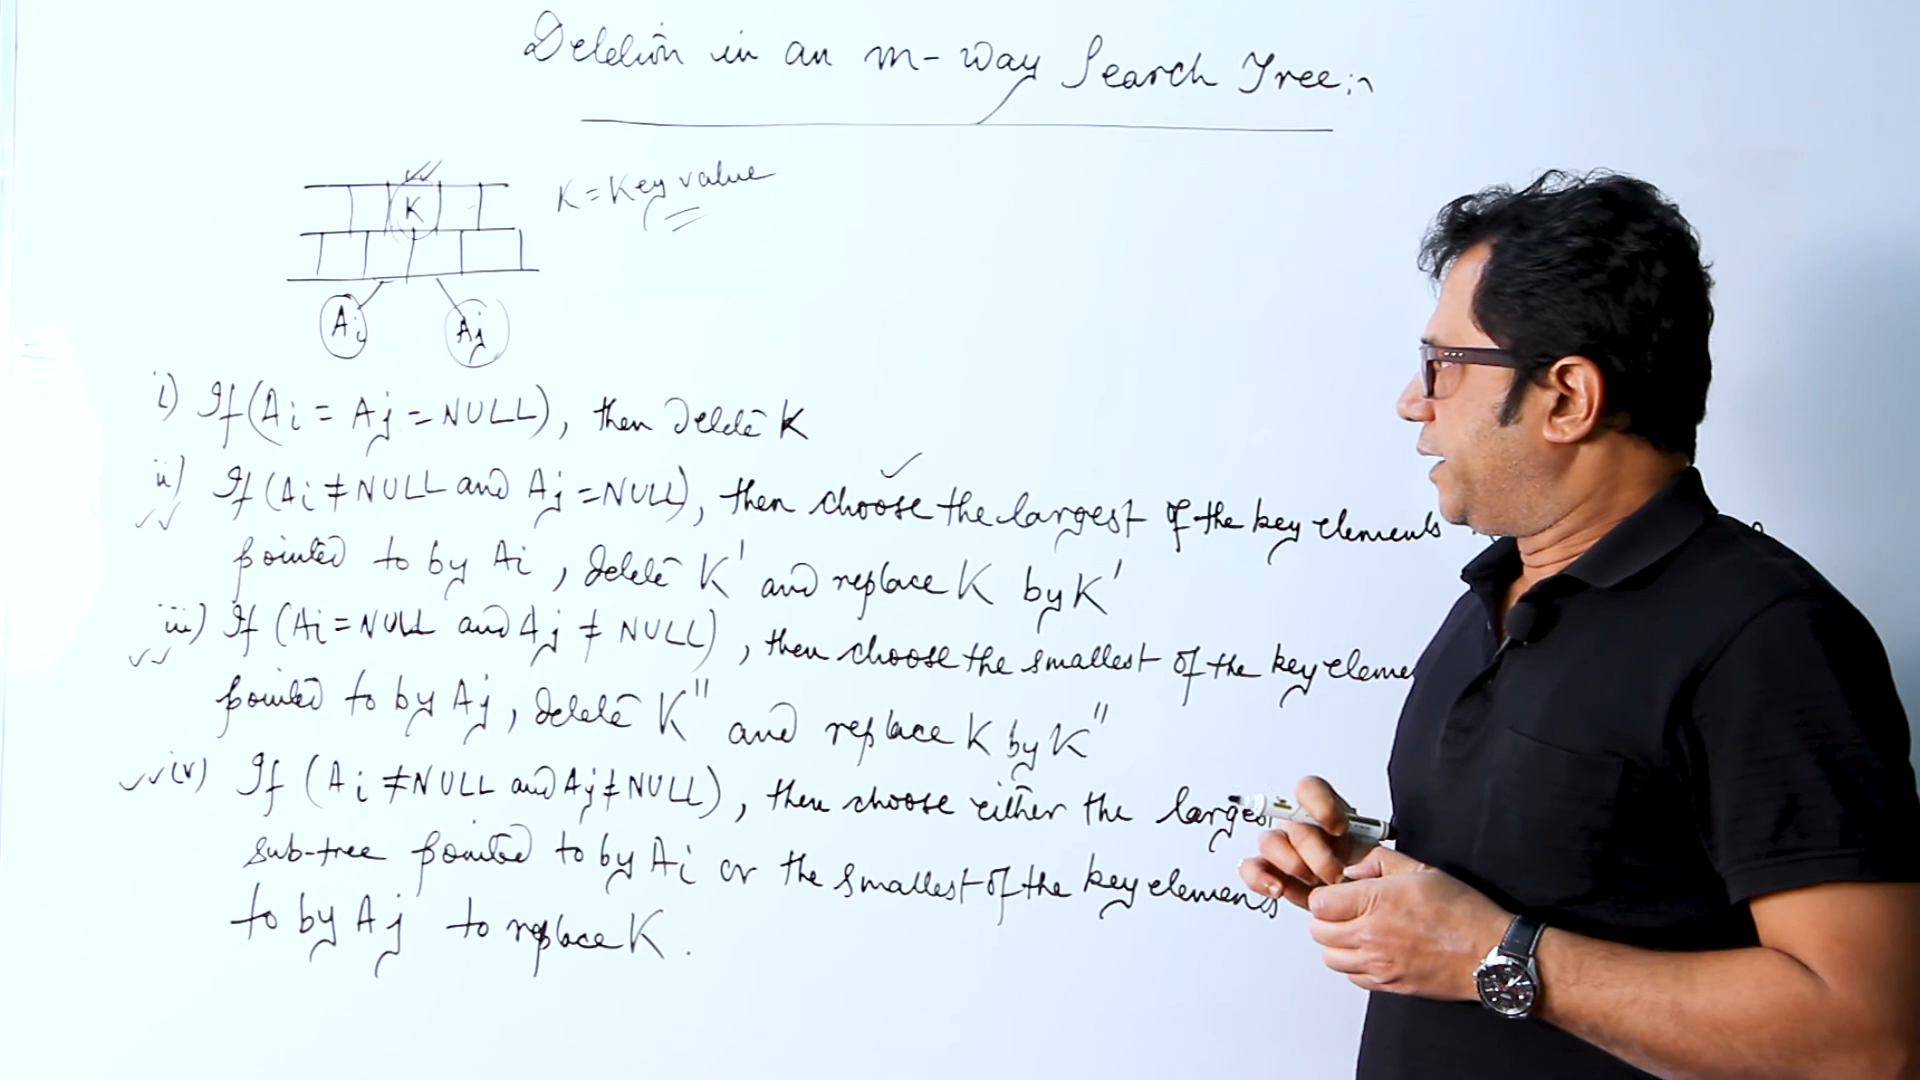 Deletion in an m-way Search Tree:-
K
K = Key value
Ai
Aj
i) If (Ai = Aj = NULL), then delete K
ii) If (Ai ≠ NULL and Aj = NULL), then choose the largest of the key elements
pointed to by Ai, delete K' and replace K by K'
iii) If (Ai = NULL and Aj ≠ NULL), then choose the smallest of the key eleme
pointed to by Aj, delete K" and replace K by K"
iv) If (Ai ≠ NULL and Aj ≠ NULL), then choose either the larges
sub-tree pointed to by Ai or the smallest of the key elements
to by Aj to replace K.